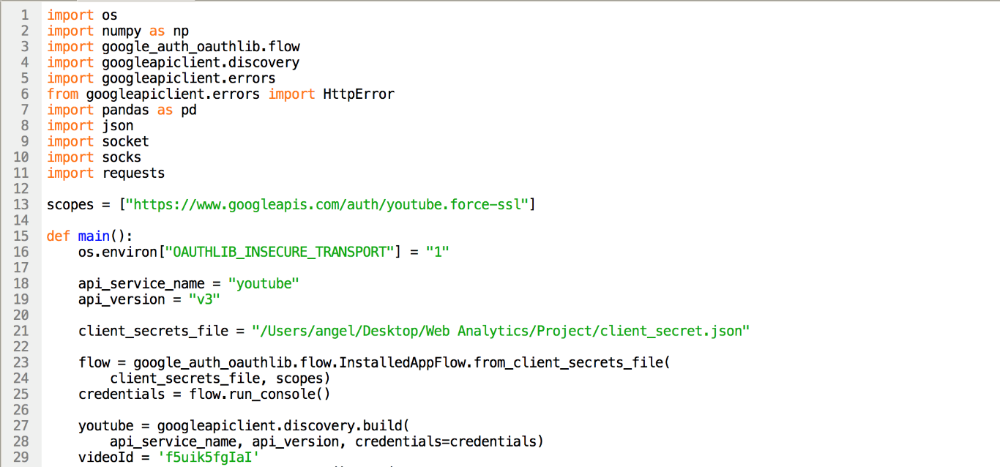 1 import os
2 import numpy as np
3 import google_auth_oauthlib.flow
4 import googleapiclient.discovery
5 import googleapiclient.errors
6 from googleapiclient.errors import HttpError
7 import pandas as pd
8 import json
9 import socket
10 import socks
11 import requests
12
13 scopes = ["https://www.googleapis.com/auth/youtube.force-ssl"]
14
15 def main():
16     os.environ["OAUTHLIB_INSECURE_TRANSPORT"] = "1"
17
18     api_service_name = "youtube"
19     api_version = "v3"
20
21     client_secrets_file = "/Users/angel/Desktop/Web Analytics/Project/client_secret.json"
22
23     flow = google_auth_oauthlib.flow.InstalledAppFlow.from_client_secrets_file(
24         client_secrets_file, scopes)
25     credentials = flow.run_console()
26
27     youtube = googleapiclient.discovery.build(
28         api_service_name, api_version, credentials=credentials)
29     videoId = 'f5uik5fgIaI'